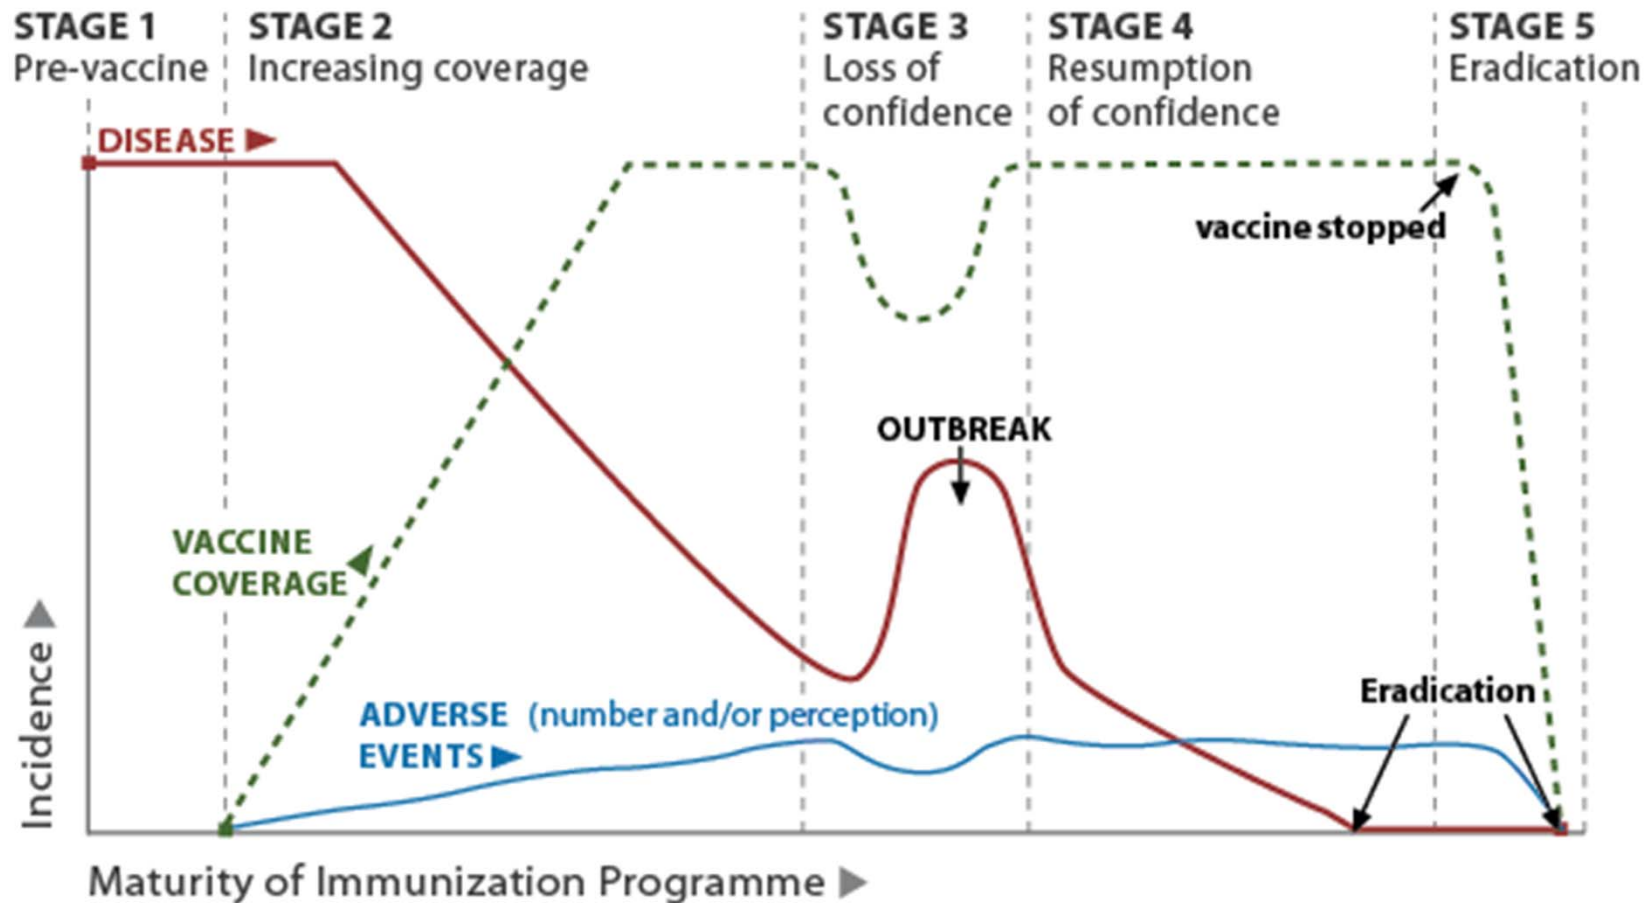 STAGE 1
Pre-vaccine
STAGE 2
Increasing coverage
STAGE 3
Loss of
confidence
STAGE 4
Resumption
of confidence
STAGE 5
Eradication
DISEASE
vaccine stopped
OUTBREAK
VACCINE
COVERAGE
Eradication
ADVERSE (number and/or perception)
EVENTS
Incidence
Maturity of Immunization Programme